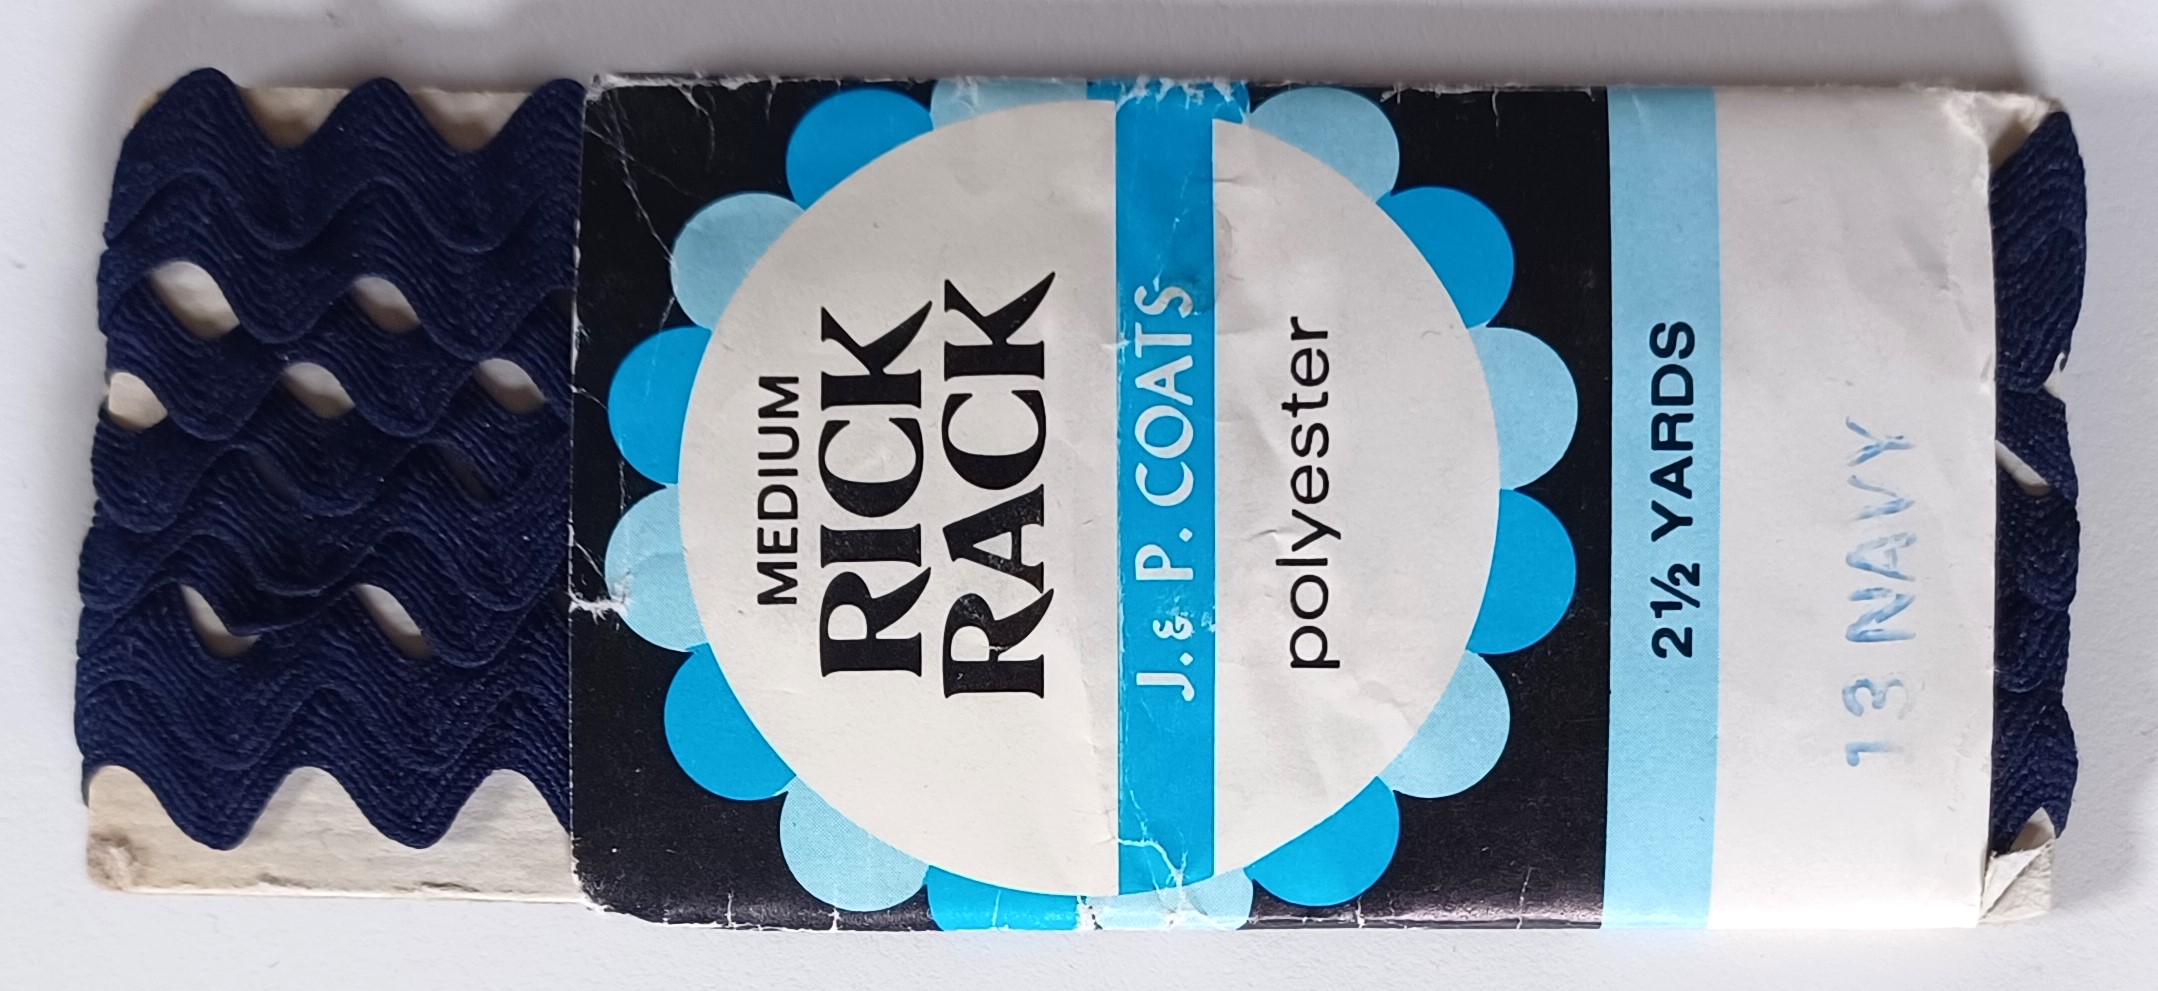 MEDIUM
RICK
RACK
J. & P. COATS
polyester
2½ YARDS
13 NAVY